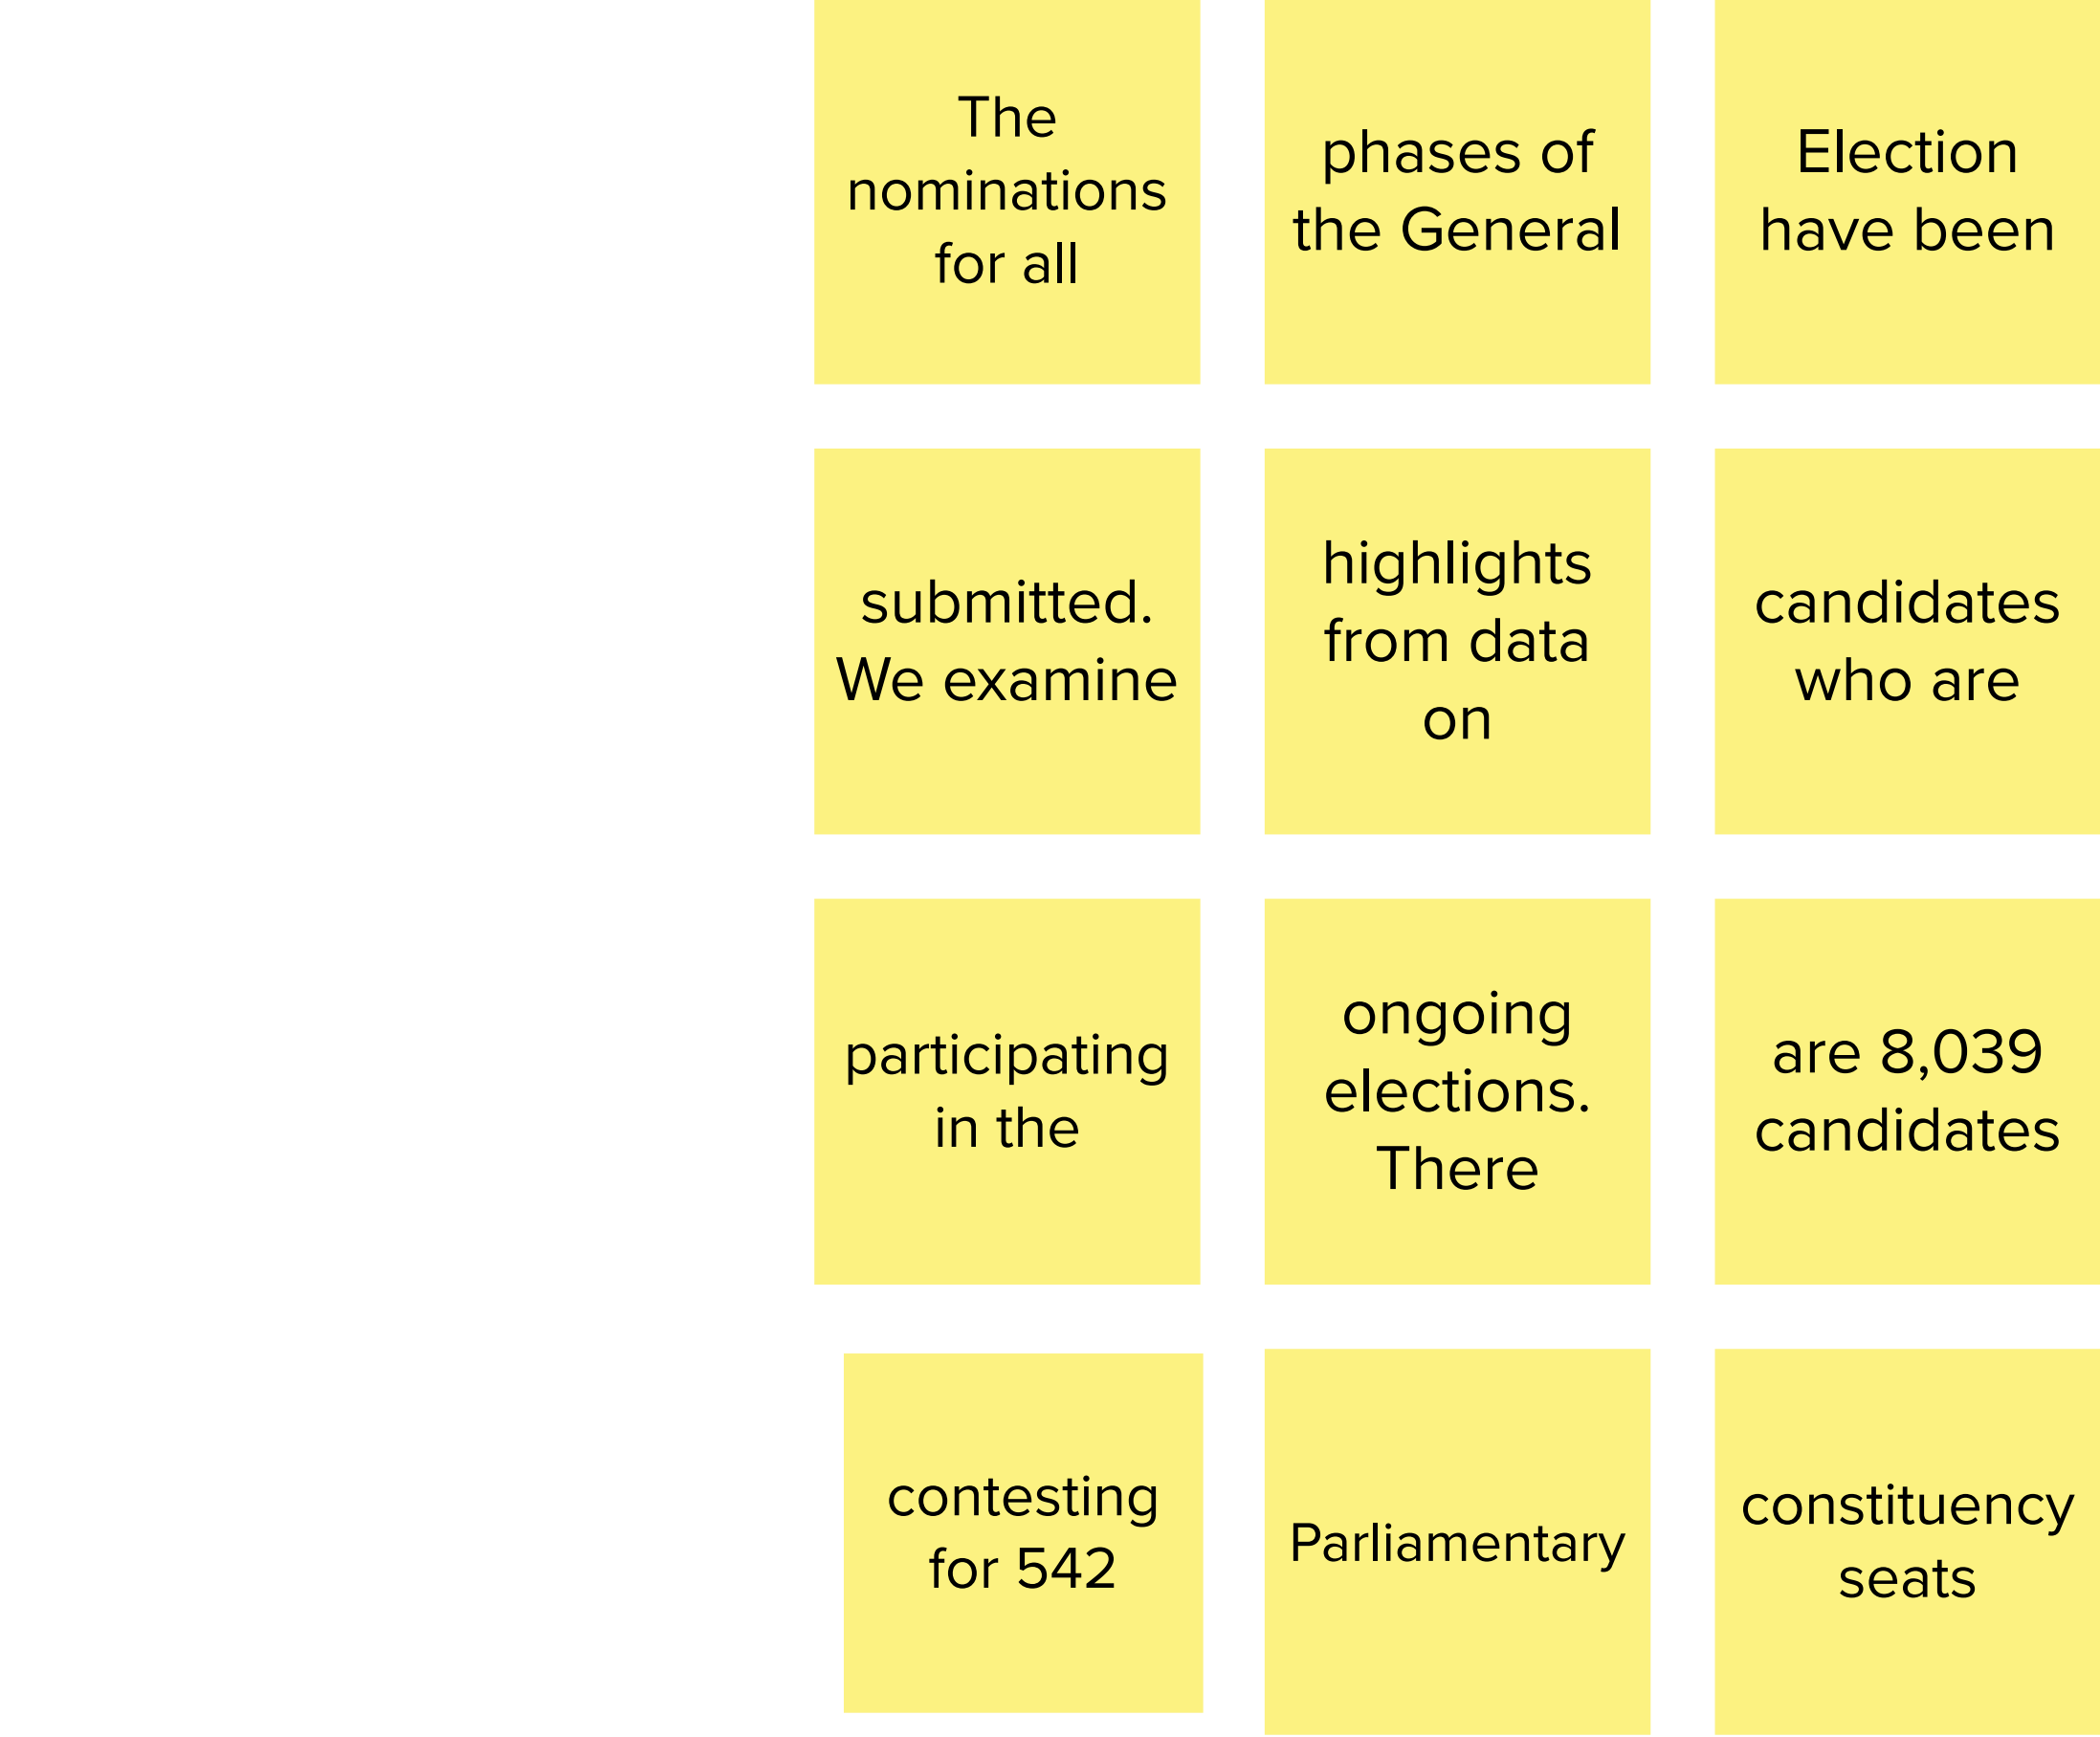 The
nominations
for all
phases of
the General
Election
have been
submitted.
We examine
highlights
from data
on
candidates
who are
participating
in the
ongoing
elections.
There
are 8,039
candidates
contesting
for 542
Parliamentary
constituency
seats